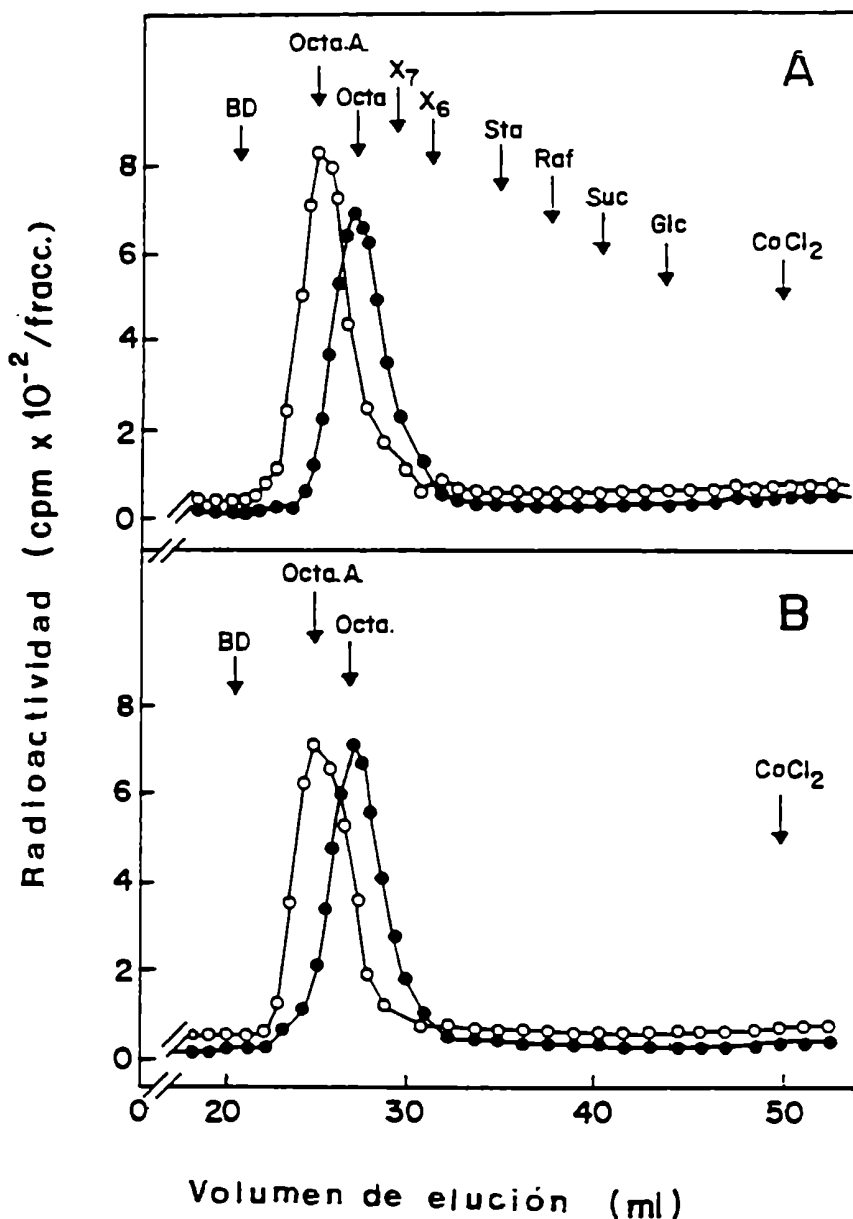 A
Octa.A.
BD
Octa
X7
X6
Sta
Raf
Suc
Glc
CoCl2
8
6
4
2
0
B
Octa.A
BD
Octa.
CoCl2
8
6
4
2
0
0 20 30 40 50
Volumen de elución (ml)
Radioactividad (cpm x 10-2/fracc.)